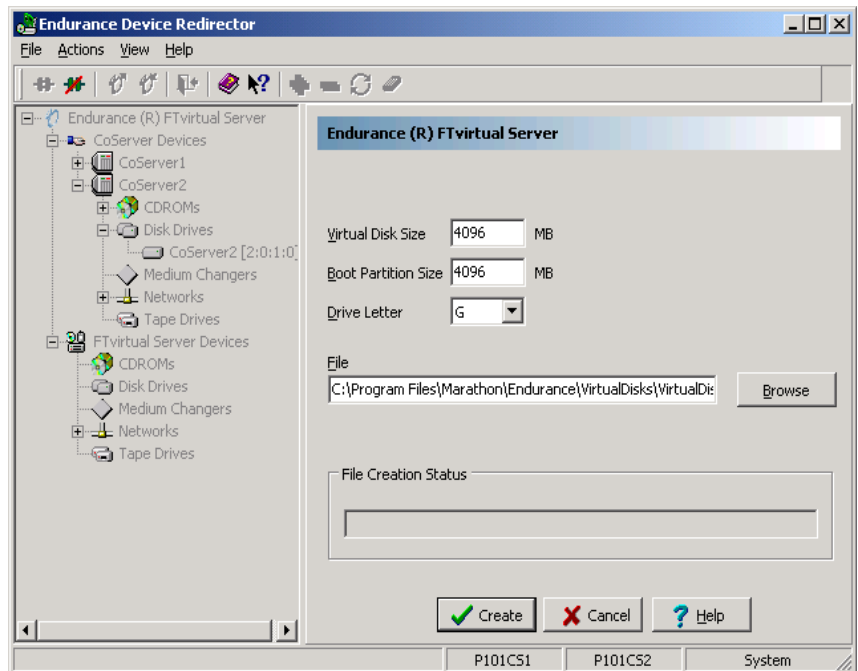 Endurance Device Redirector
File Actions View Help
Endurance (R) FTvirtual Server
CoServer Devices
CoServer1
CoServer2
CDROMs
Disk Drives
CoServer2 [2:0:1:0]
Medium Changers
Networks
Tape Drives
FTvirtual Server Devices
CDROMs
Disk Drives
Medium Changers
Networks
Tape Drives
Endurance (R) FTvirtual Server
Virtual Disk Size 4096 MB
Boot Partition Size 4096 MB
Drive Letter G
File
C:\Program Files\Marathon\Endurance\VirtualDisks\VirtualDis
Browse
File Creation Status
Create Cancel Help
P101CS1 P101CS2 System